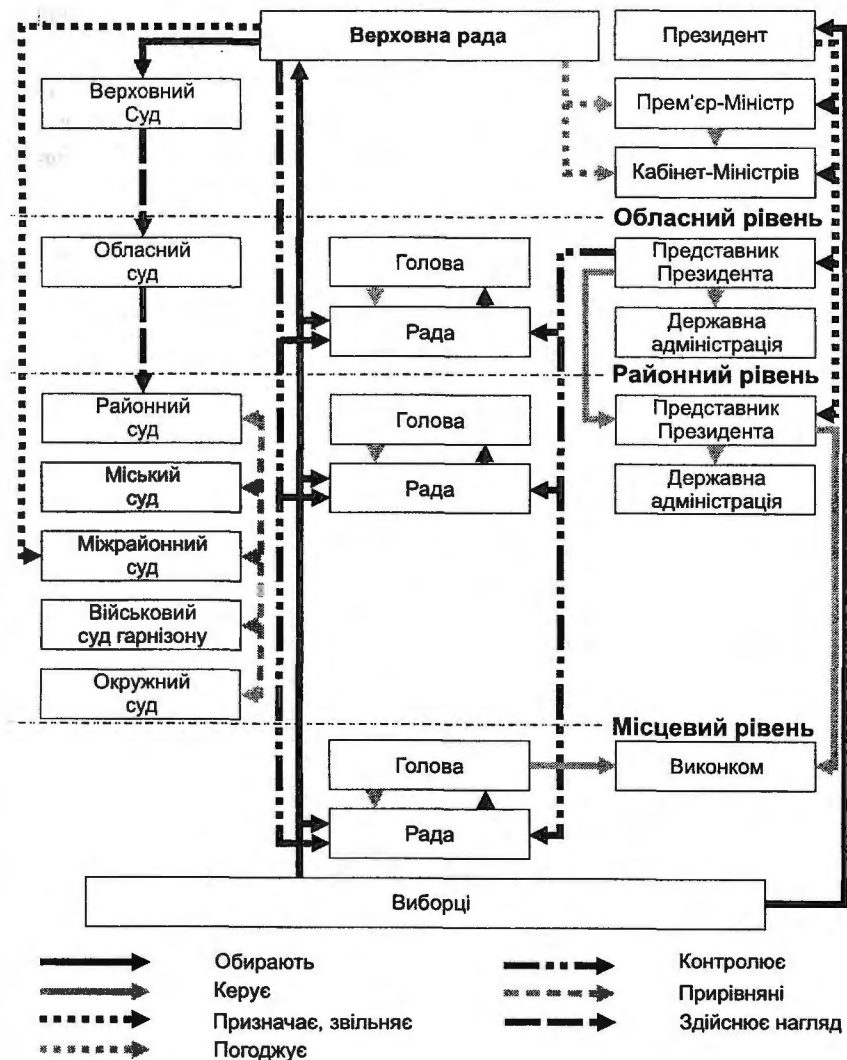 Верховна рада
Президент
Верховний
Суд
Прем'єр-Міністр
Кабінет-Міністрів
Обласний рівень
Обласний
суд
Голова
Представник
Президента
Рада
Державна
адміністрація
Районний рівень
Районний
суд
Голова
Представник
Президента
Міський
суд
Рада
Державна
адміністрація
Міжрайонний
суд
Військовий
суд гарнізону
Окружний
суд
Місцевий рівень
Голова
Виконком
Рада
Виборці
Обирають
Контролює
Керує
Прирівняні
Призначає, звільняє
Здійснює нагляд
Погоджує